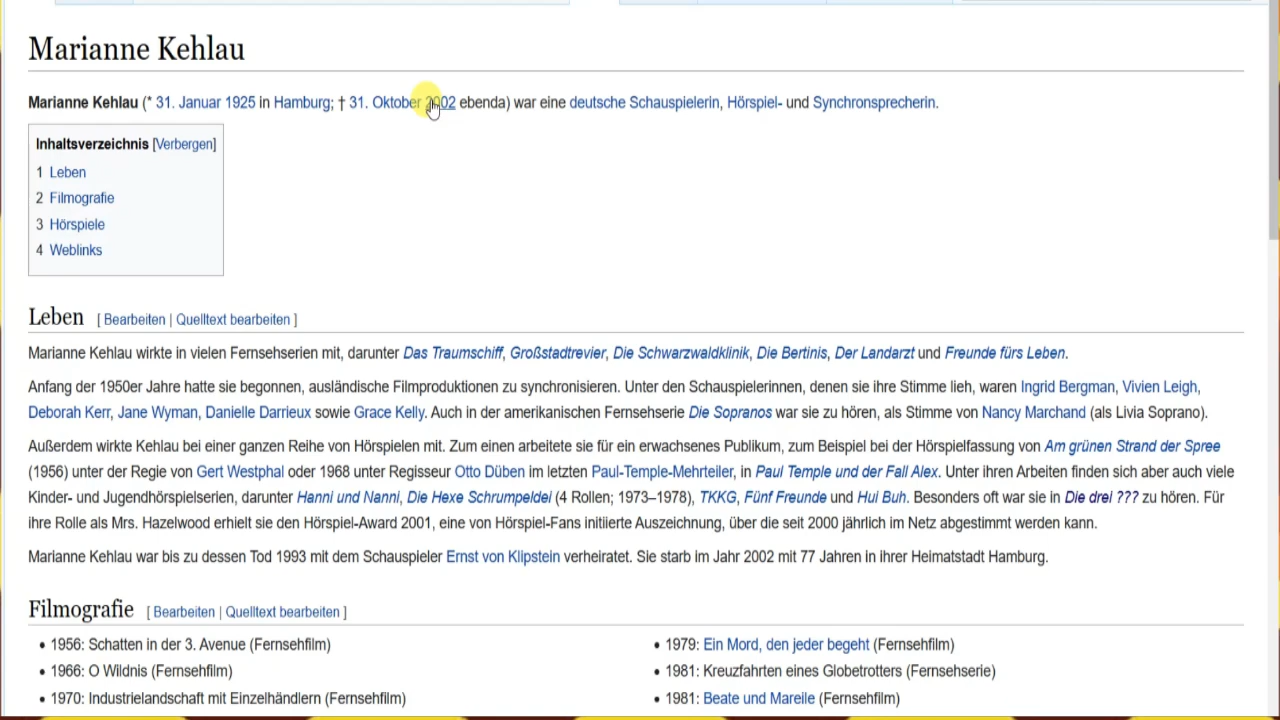 Marianne Kehlau
Marianne Kehlau (* 31. Januar 1925 in Hamburg; † 31. Oktober 2002 ebenda) war eine deutsche Schauspielerin, Hörspiel- und Synchronsprecherin.
Inhaltsverzeichnis [Verbergen]
1 Leben
2 Filmografie
3 Hörspiele
4 Weblinks
Leben [ Bearbeiten | Quelltext bearbeiten ]
Marianne Kehlau wirkte in vielen Fernsehserien mit, darunter Das Traumschiff, Großstadtrevier, Die Schwarzwaldklinik, Die Bertinis, Der Landarzt und Freunde fürs Leben.
Anfang der 1950er Jahre hatte sie begonnen, ausländische Filmproduktionen zu synchronisieren. Unter den Schauspielerinnen, denen sie ihre Stimme lieh, waren Ingrid Bergman, Vivien Leigh,
Deborah Kerr, Jane Wyman, Danielle Darrieux sowie Grace Kelly. Auch in der amerikanischen Fernsehserie Die Sopranos war sie zu hören, als Stimme von Nancy Marchand (als Livia Soprano).
Außerdem wirkte Kehlau bei einer ganzen Reihe von Hörspielen mit. Zum einen arbeitete sie für ein erwachsenes Publikum, zum Beispiel bei der Hörspielfassung von Am grünen Strand der Spree
(1956) unter der Regie von Gert Westphal oder 1968 unter Regisseur Otto Düben im letzten Paul-Temple-Mehrteiler, in Paul Temple und der Fall Alex. Unter ihren Arbeiten finden sich aber auch viele
Kinder- und Jugendhörspielserien, darunter Hanni und Nanni, Die Hexe Schrumpeldei (4 Rollen; 1973–1978), TKKG, Fünf Freunde und Hui Buh. Besonders oft war sie in Die drei ??? zu hören. Für
ihre Rolle als Mrs. Hazelwood erhielt sie den Hörspiel-Award 2001, eine von Hörspiel-Fans initiierte Auszeichnung, über die seit 2000 jährlich im Netz abgestimmt werden kann.
Marianne Kehlau war bis zu dessen Tod 1993 mit dem Schauspieler Ernst von Klipstein verheiratet. Sie starb im Jahr 2002 mit 77 Jahren in ihrer Heimatstadt Hamburg.
Filmografie [ Bearbeiten | Quelltext bearbeiten ]
• 1956: Schatten in der 3. Avenue (Fernsehfilm)
• 1966: O Wildnis (Fernsehfilm)
• 1970: Industrielandschaft mit Einzelhändlern (Fernsehfilm)
• 1979: Ein Mord, den jeder begeht (Fernsehfilm)
• 1981: Kreuzfahrten eines Globetrotters (Fernsehserie)
• 1981: Beate und Mareile (Fernsehfilm)